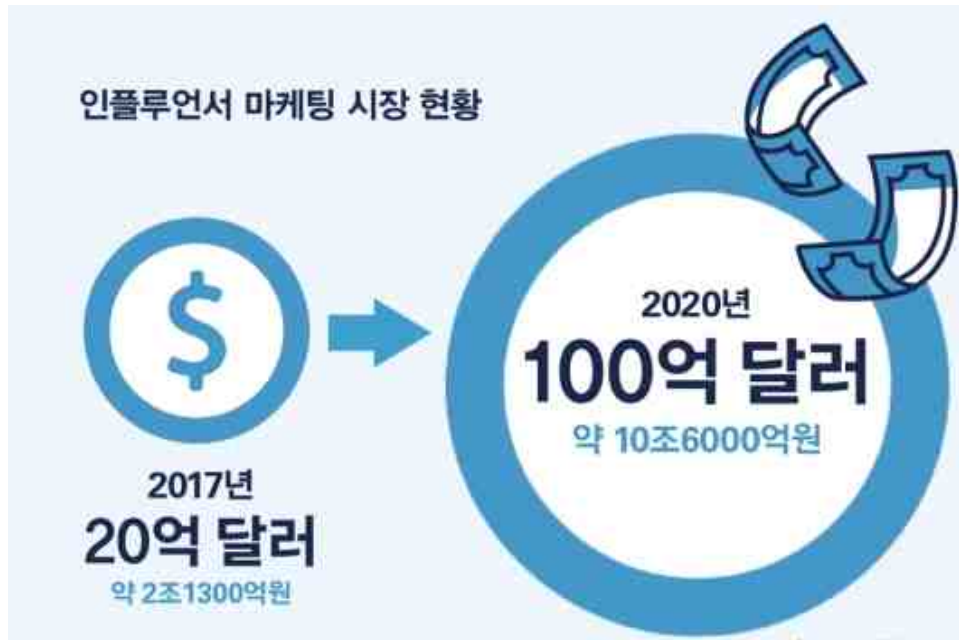 인플루언서 마케팅 시장 현황
$
2017년
20억 달러
약 2조1300억원
2020년
100억 달러
약 10조6000억원